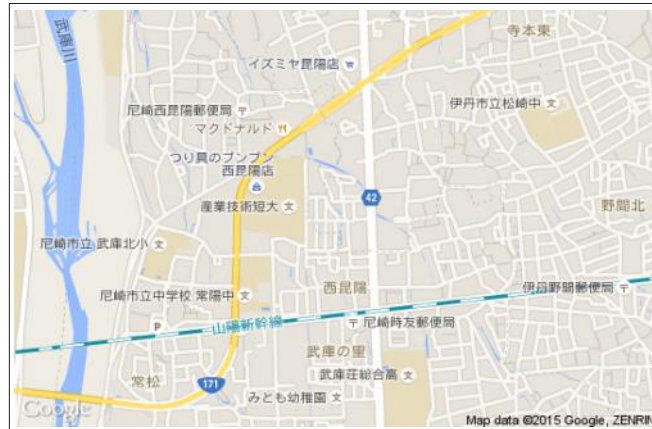 武庫川
寺本東
イズミヤ昆陽店
尼崎西昆陽郵便局
伊丹市立松崎中
マクドナルド
つり具のブンブン
西昆陽店
産業技術短大
42
野間北
尼崎市立 武庫北小
西昆陽
伊丹野間郵便局
尼崎市立中学校 常陽中
P
山陽新幹線
尼崎時友郵便局
武庫の里
常松
171
武庫荘総合高
みとも幼稚園
Google
Map data ©2015 Google, ZENRIN